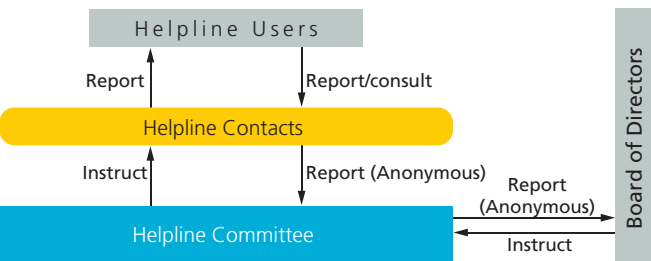 Helpline Users
Report
Report/consult
Helpline Contacts
Instruct
Report (Anonymous)
Helpline Committee
Report
(Anonymous)
Instruct
Board of Directors